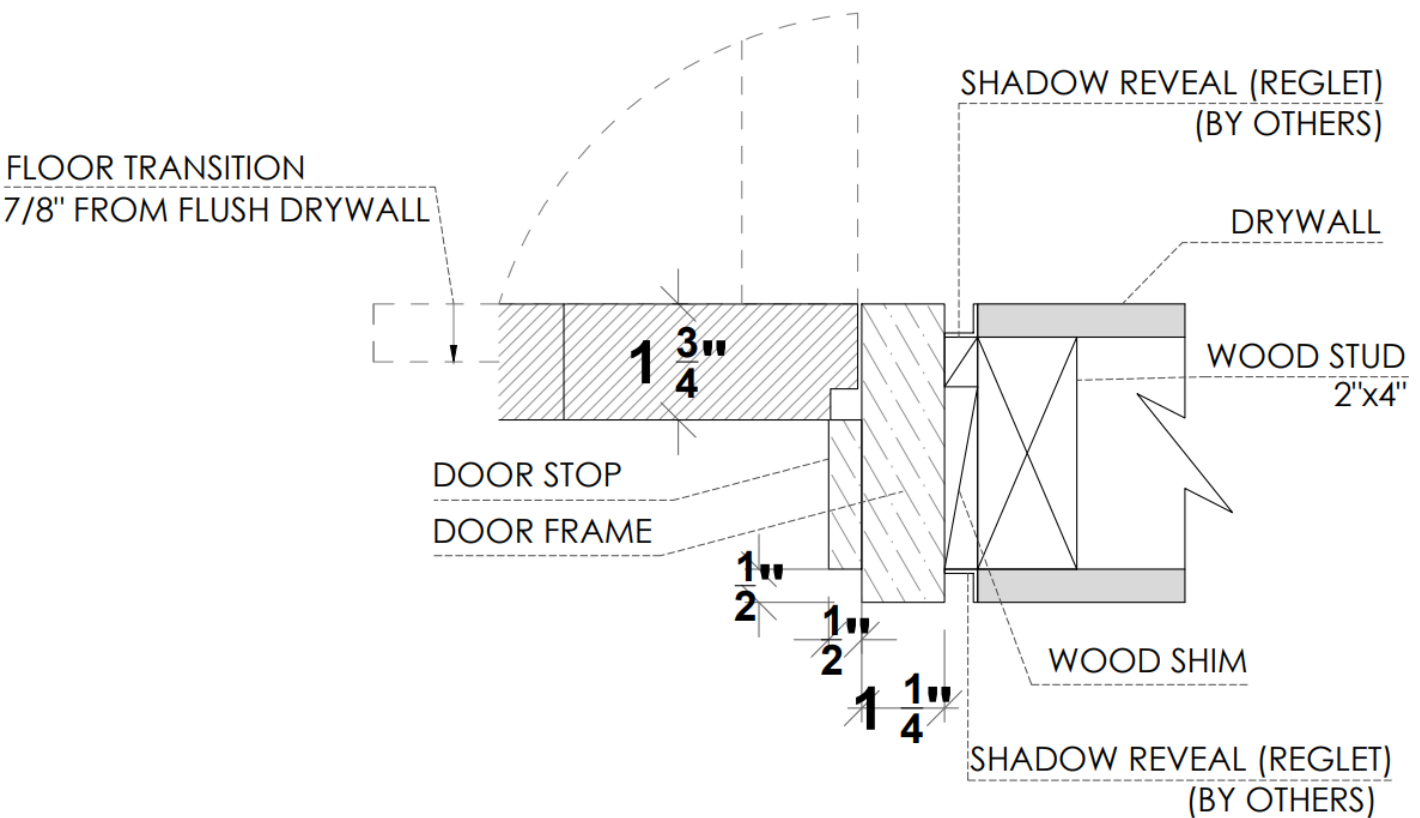 SHADOW REVEAL (REGLET)
(BY OTHERS)
FLOOR TRANSITION
7/8" FROM FLUSH DRYWALL
DRYWALL
1 3/4"
WOOD STUD
2"x4"
DOOR STOP
DOOR FRAME
1/2"
1/2"
WOOD SHIM
1 1/4"
SHADOW REVEAL (REGLET)
(BY OTHERS)